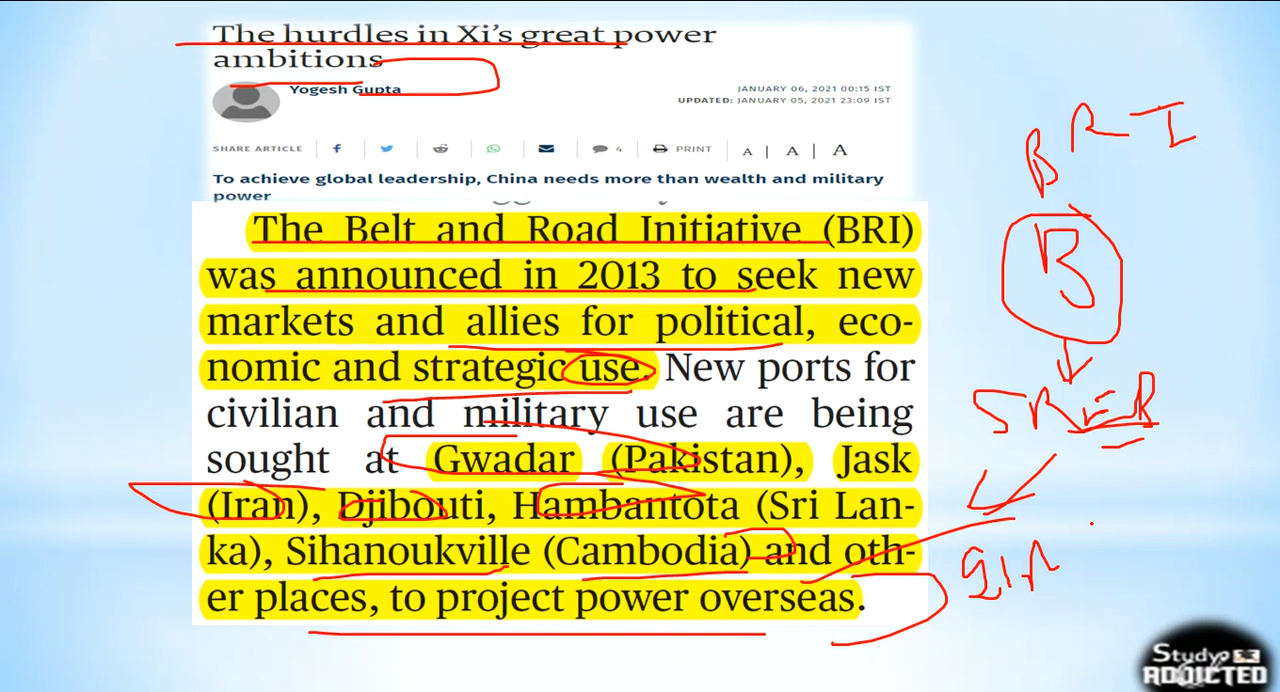 The hurdles in Xi's great power
ambitions
Yogesh Gupta
JANUARY 06, 2021 00:15 IST
UPDATED: JANUARY 05, 2021 23:09 IST
SHARE ARTICLE
4
PRINT
A | A | A
To achieve global leadership, China needs more than wealth and military
power
The Belt and Road Initiative (BRI)
was announced in 2013 to seek new
markets and allies for political, eco-
nomic and strategic use. New ports for
civilian and military use are being
sought at Gwadar (Pakistan), Jask
(Iran), Djibouti, Hambantota (Sri Lan-
ka), Sihanoukville (Cambodia) and oth-
er places, to project power overseas.
BRI
B
Study
ADDICTED